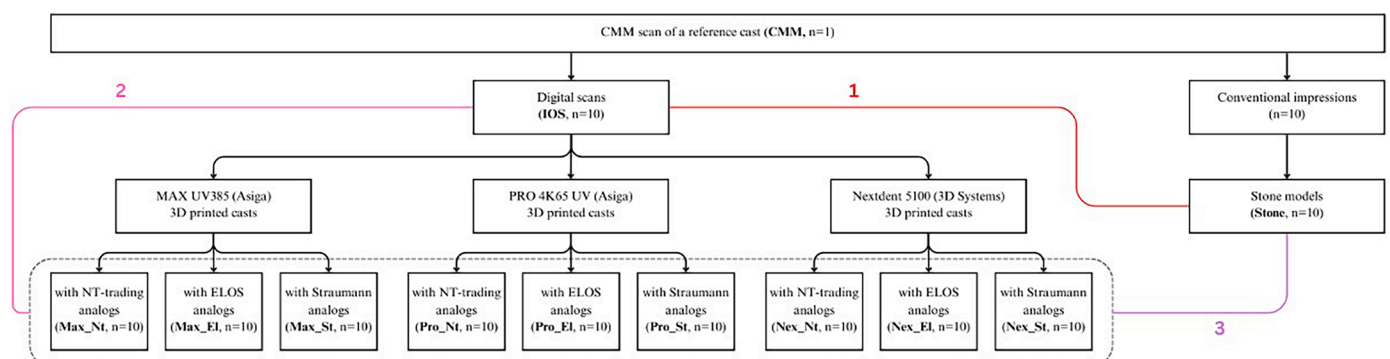 CMM scan of a reference cast (CMM, n=1)
2
1
Digital scans
(IOS, n=10)
Conventional impressions
(n=10)
MAX UV385 (Asiga)
3D printed casts
PRO 4K65 UV (Asiga)
3D printed casts
Nextdent 5100 (3D Systems)
3D printed casts
Stone models
(Stone, n=10)
with NT-trading
analogs
(Max_Nt, n=10)
with ELOS
analogs
(Max_El, n=10)
with Straumann
analogs
(Max_St, n=10)
with NT-trading
analogs
(Pro_Nt, n=10)
with ELOS
analogs
(Pro_El, n=10)
with Straumann
analogs
(Pro_St, n=10)
with NT-trading
analogs
(Nex_Nt, n=10)
with ELOS
analogs
(Nex_El, n=10)
with Straumann
analogs
(Nex_St, n=10)
3